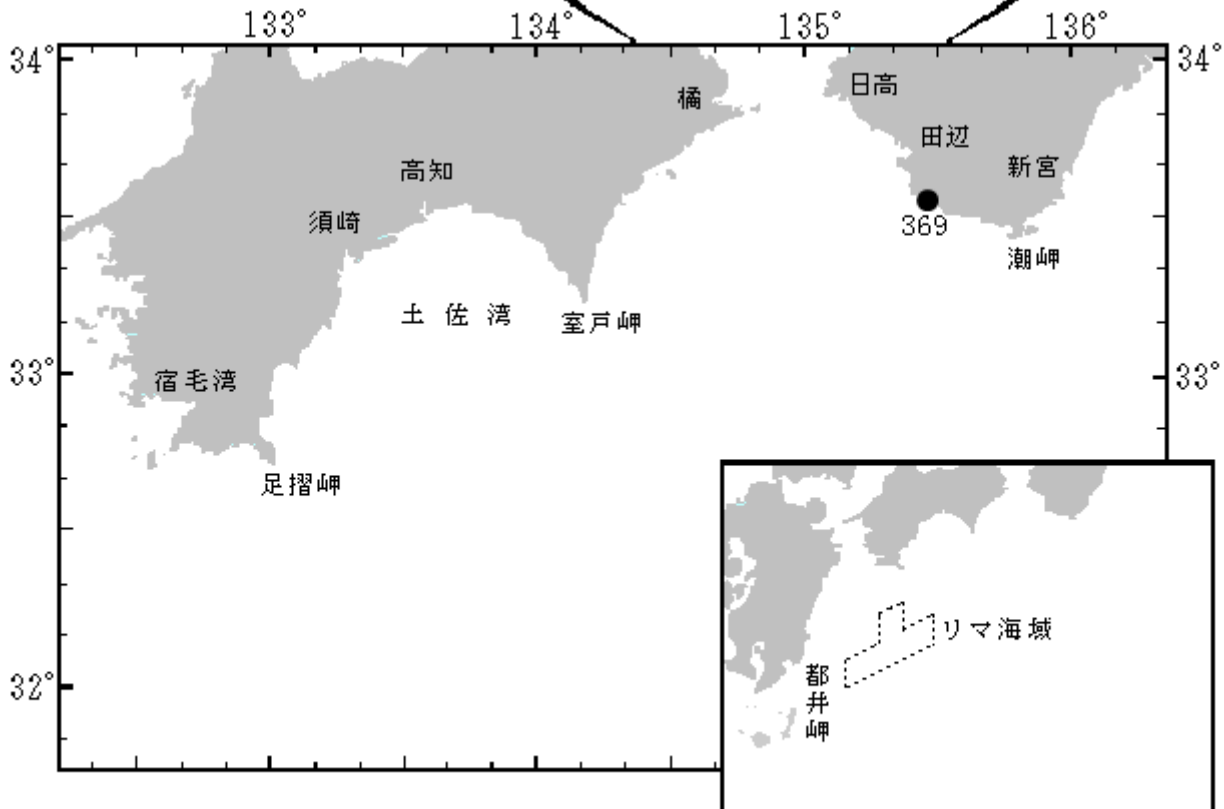 133°
134°
135°
136°
34°
34°
橘
日高
田辺
高知
新宮
須崎
369
潮岬
土佐湾
室戸岬
33°
33°
宿毛湾
足摺岬
リマ海域
都井岬
32°